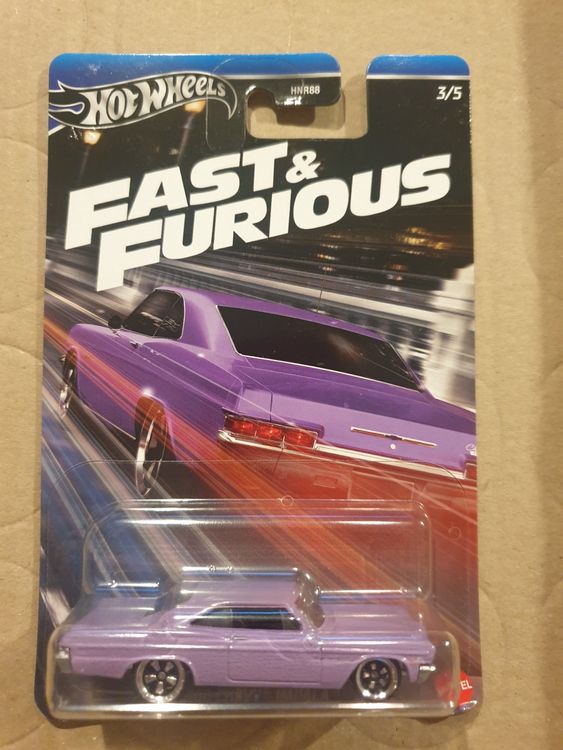 HOT WHEELS
HNR88
3/5
FAST &
FURIOUS